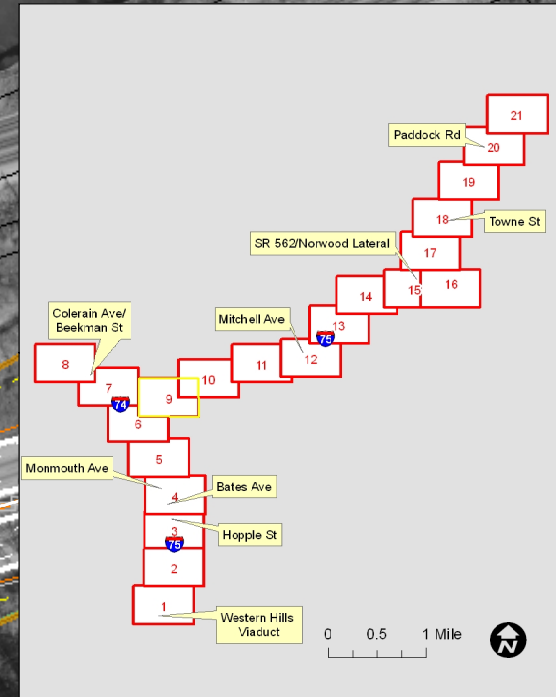 21
Paddock Rd
20
19
18
Towne St
17
SR 562/Norwood Lateral
15
16
14
Mitchell Ave
13
75
12
11
10
Colerain Ave/
Beekman St
8
7
74
9
6
5
Monmouth Ave
4
Bates Ave
3
Hopple St
75
2
1
Western Hills
Viaduct
0 0.5 1 Mile
N